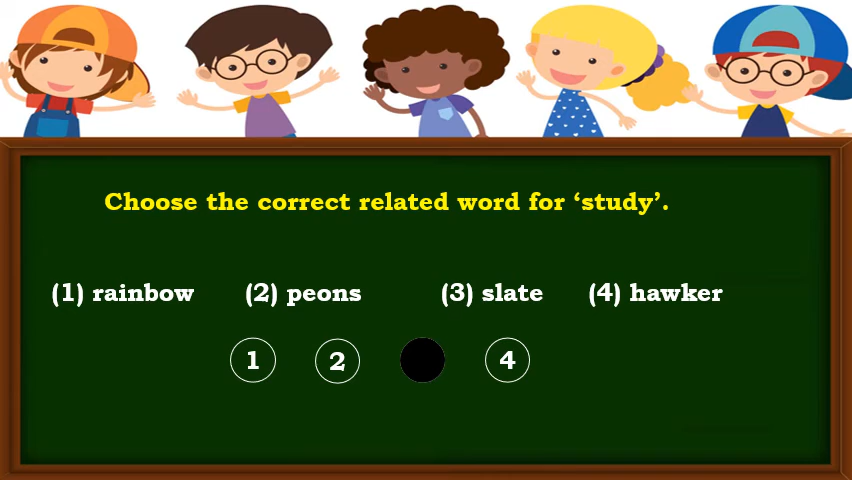 Choose the correct related word for ‘study’.
(1) rainbow (2) peons (3) slate (4) hawker
1 2 4